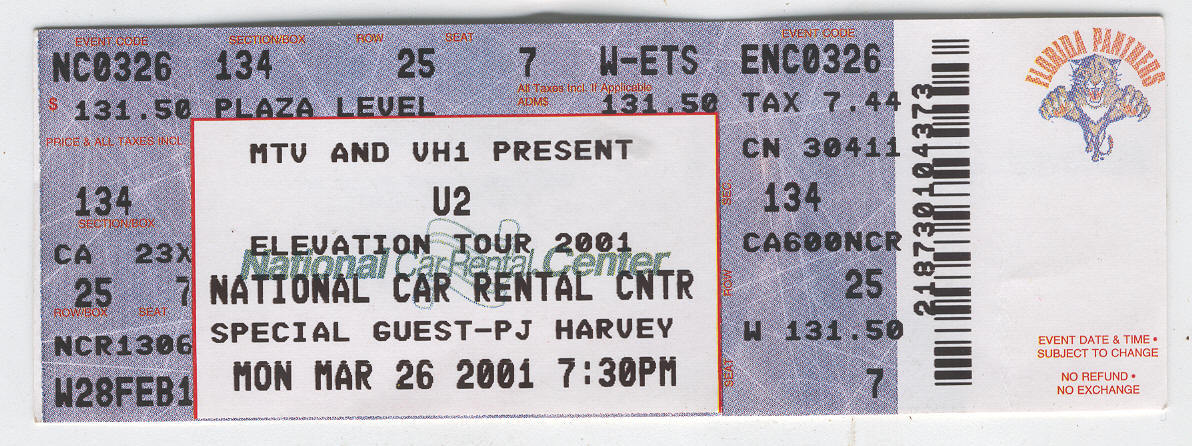 EVENT CODE SECTION/BOX ROW SEAT EVENT CODE
NC0326 134 25 7 W-ETS ENC0326
All Taxes Incl. If Applicable
$ 131.50 PLAZA LEVEL ADM$ 131.50 TAX 7.44
PRICE & ALL TAXES INCL
MTV AND VH1 PRESENT
CN 30411
134
SECTION/BOX
U2
SEC.
134
CA 23X
ELEVATION TOUR 2001
National Car Rental Center
CA600NCR
25 7
ROW/BOX SEAT
NATIONAL CAR RENTAL CNTR
ROW
25
NCR1306
SPECIAL GUEST-PJ HARVEY
W 131.50
W28FEB1
MON MAR 26 2001 7:30PM
SEAT
7
218730104373
FLORIDA PANTHERS
EVENT DATE & TIME •
SUBJECT TO CHANGE
NO REFUND •
NO EXCHANGE